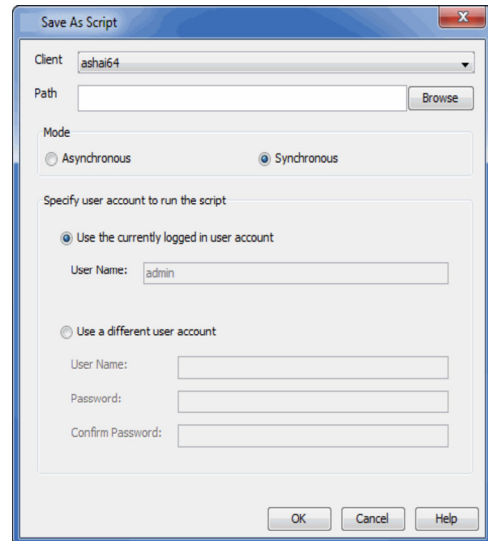 Save As Script
X
Client ashai64
Path Browse
Mode
Asynchronous Synchronous
Specify user account to run the script
Use the currently logged in user account
User Name: admin
Use a different user account
User Name:
Password:
Confirm Password:
OK Cancel Help